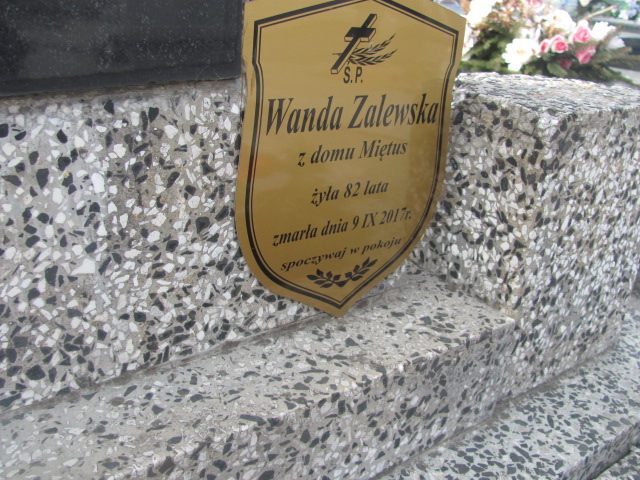 Ś.P.
Wanda Zalewska
z domu Miętus
żyła 82 lata
zmarła dnia 9 IX 2017r.
spoczywaj w pokoju